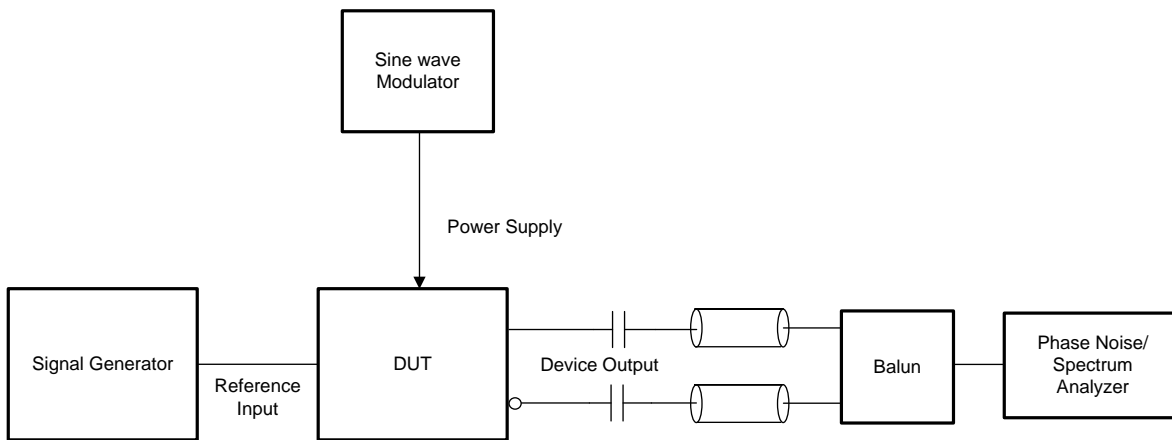 Sine wave
Modulator
Power Supply
Signal Generator
Reference
Input
DUT
Device Output
Balun
Phase Noise/
Spectrum
Analyzer